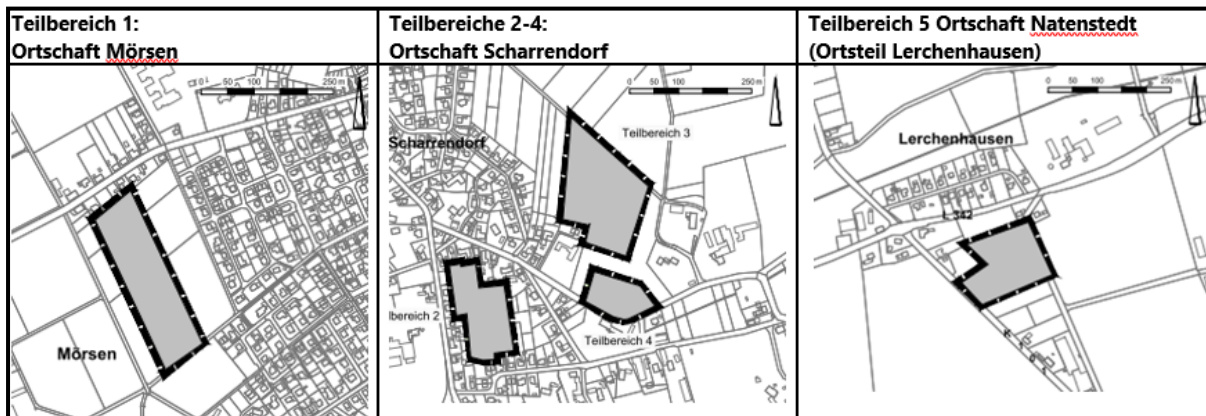 Teilbereich 1:
Ortschaft Mörsen
Teilbereiche 2-4:
Ortschaft Scharrendorf
Teilbereich 5 Ortschaft Natenstedt
(Ortsteil Lerchenhausen)
0 50 100 250 m
Mörsen
0 50 100 250 m
Teilbereich 3
Scharrendorf
lbereich 2
Teilbereich 4
0 50 100 250 m
Lerchenhausen
L 342